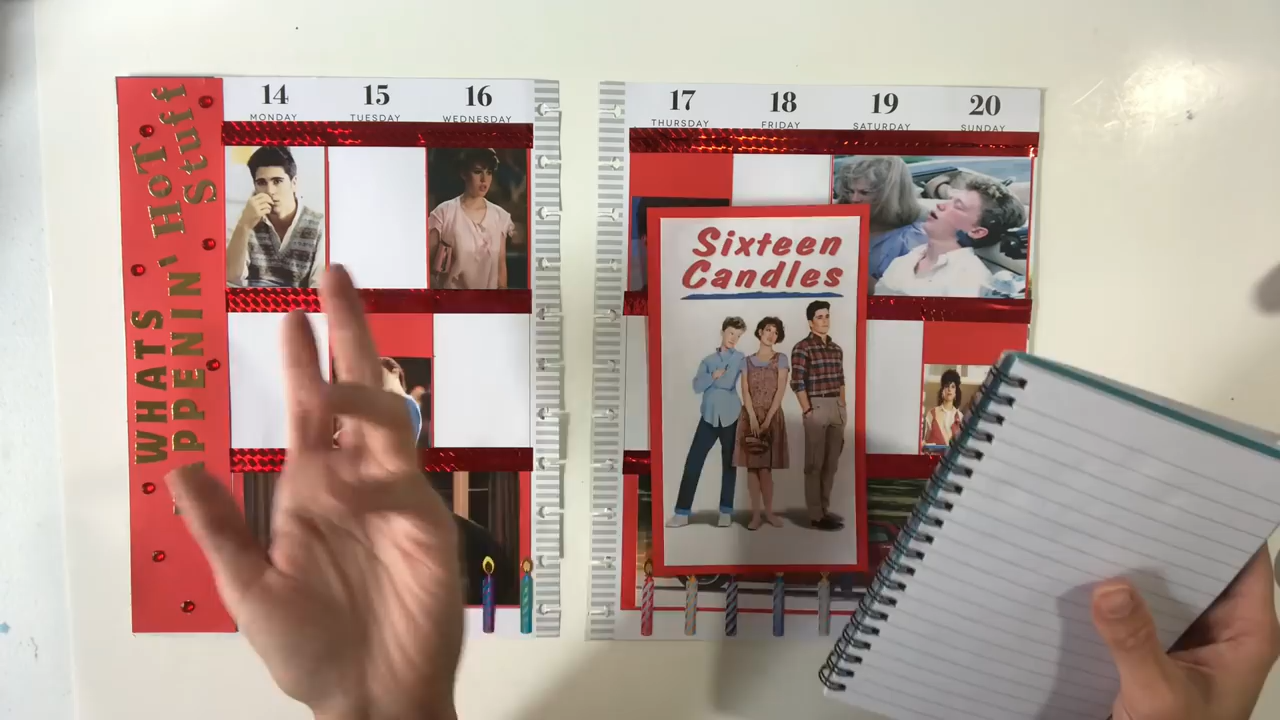 WHATS
HOT
Stuff
14
MONDAY
15
TUESDAY
16
WEDNESDAY
17
THURSDAY
18
FRIDAY
19
SATURDAY
20
SUNDAY
Sixteen
Candles